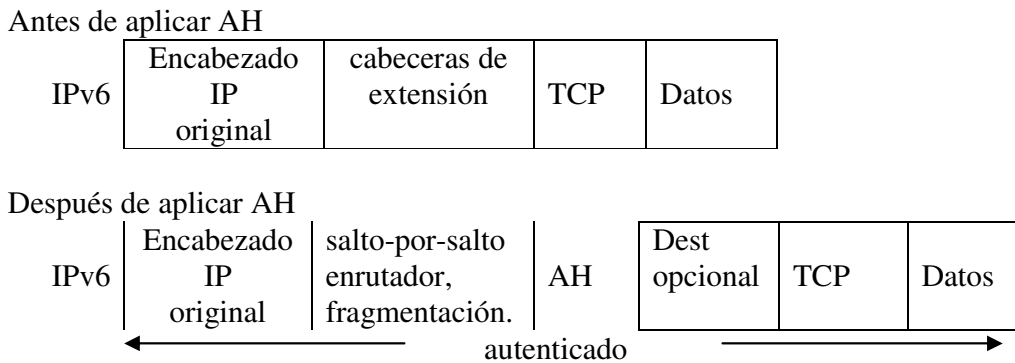 Antes de aplicar AH
IPv6
Encabezado
IP
original
cabeceras de
extensión
TCP
Datos
Después de aplicar AH
IPv6
Encabezado
IP
original
salto-por-salto
enrutador,
fragmentación.
AH
Dest
opcional
TCP
Datos
autenticado